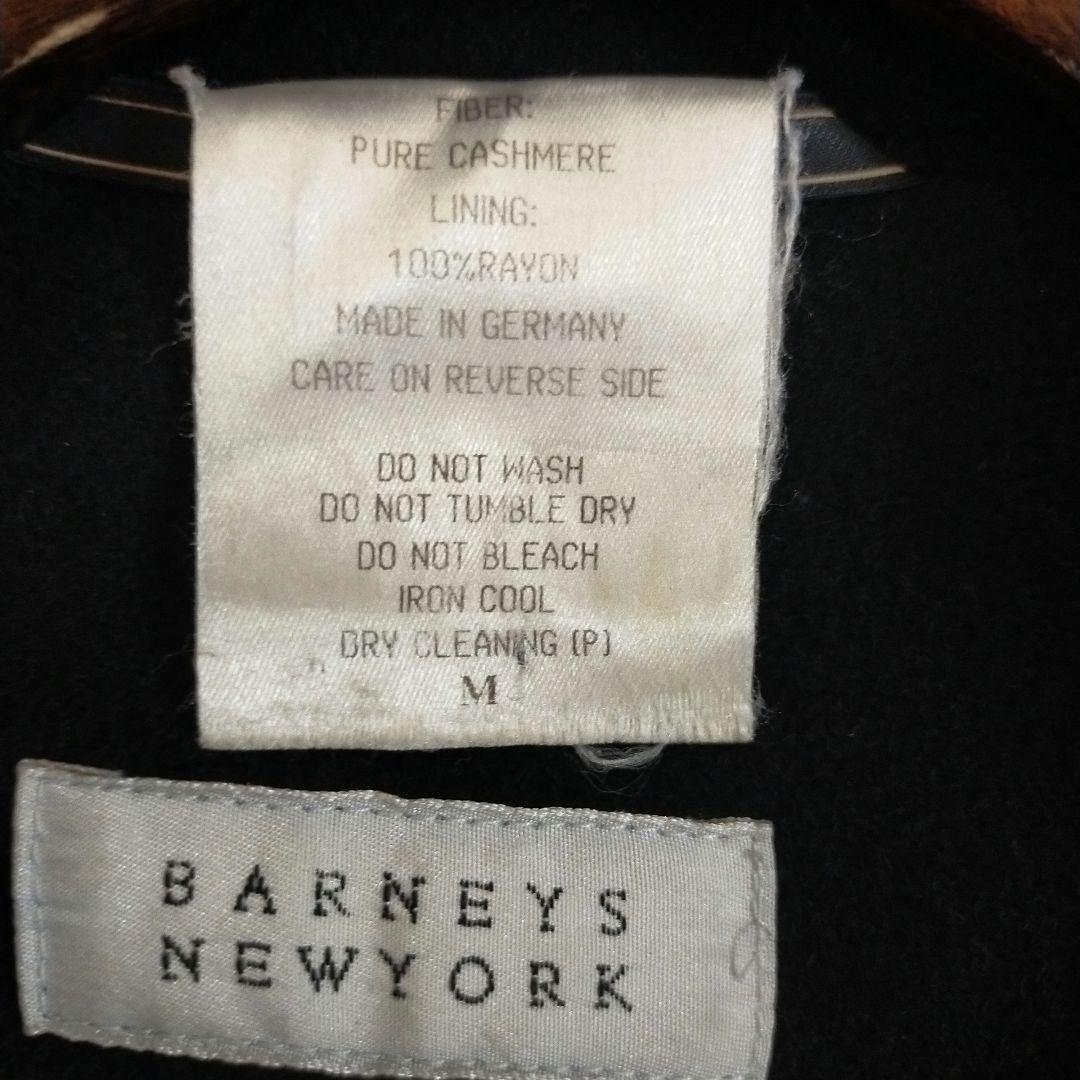 FIBER:
PURE CASHMERE
LINING:
100%RAYON
MADE IN GERMANY
CARE ON REVERSE SIDE
DO NOT WASH
DO NOT TUMBLE DRY
DO NOT BLEACH
IRON COOL
DRY CLEANING (P)
M
BARNEYS
NEWYORK